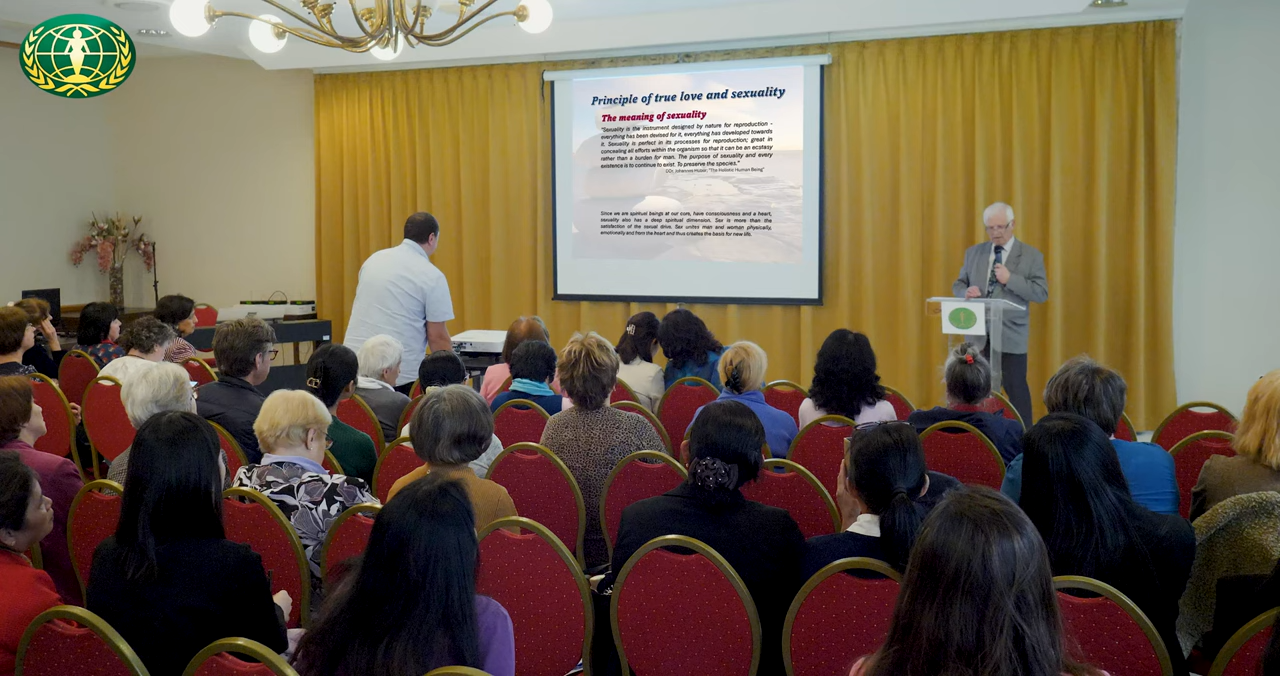 Principle of true love and sexuality
The meaning of sexuality
"Sexuality is the instrument designed by nature for reproduction -
everything has been devised for it, everything has developed towards
it. Sexuality is perfect in its processes for reproduction; great in
concealing all efforts within the organism so that it can be an ecstasy
rather than a burden for man. The purpose of sexuality and every
existence is to continue to exist. To preserve the species."
DDr. Johannes Huber: "The Holistic Human Being"
Since we are spiritual beings at our core, have consciousness and a heart,
sexuality also has a deep spiritual dimension. Sex is more than the
satisfaction of the sexual drive. Sex unites man and woman physically,
emotionally and from the heart and thus creates the basis for new life.